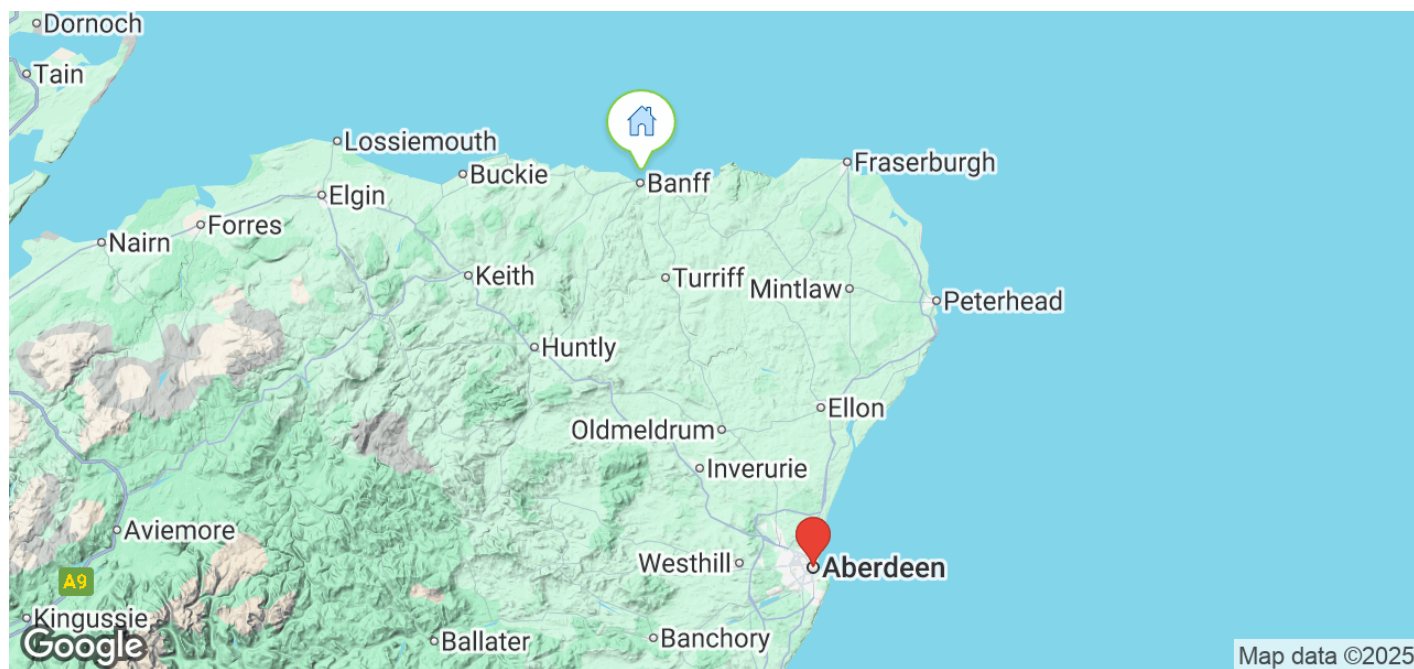 Dornoch
Tain
Lossiemouth
Fraserburgh
Buckie
Banff
Elgin
Forres
Nairn
Keith
Turriff
Mintlaw
Peterhead
Huntly
Ellon
Oldmeldrum
Inverurie
Aviemore
Westhill
Aberdeen
A9
Kingussie
Ballater
Banchory
Google
Map data ©2025